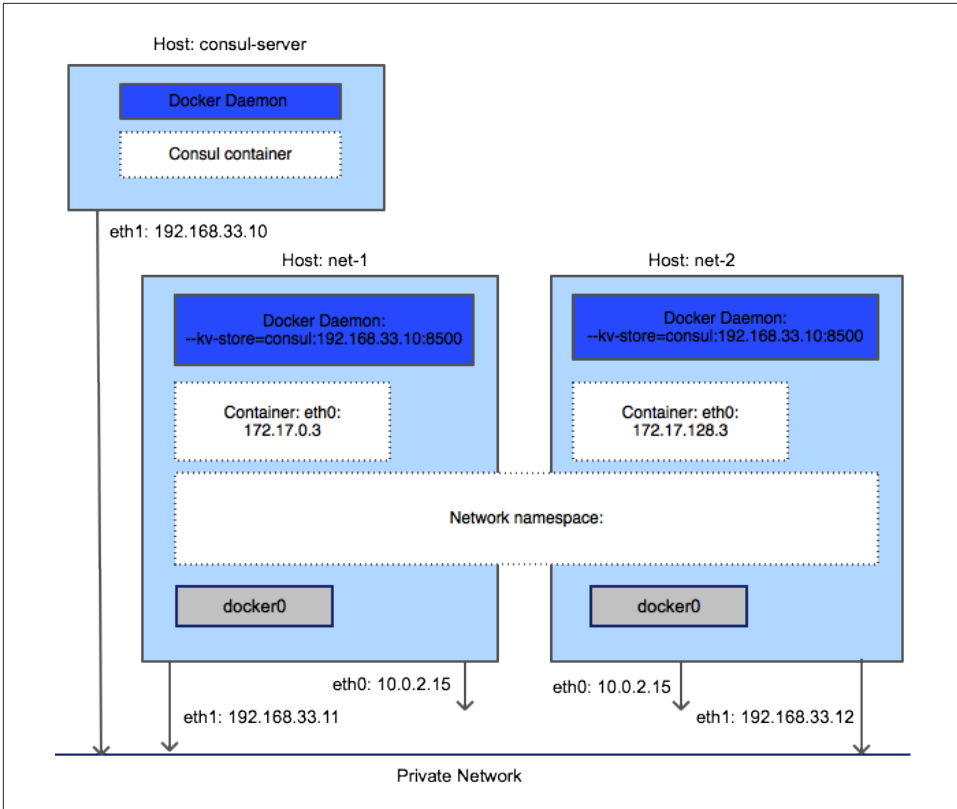 Host: consul-server
Docker Daemon
Consul container
eth1: 192.168.33.10
Host: net-1
Docker Daemon:
--kv-store=consul:192.168.33.10:8500
Container: eth0:
172.17.0.3
Host: net-2
Docker Daemon:
--kv-store=consul:192.168.33.10:8500
Container: eth0:
172.17.128.3
Network namespace:
docker0
docker0
eth0: 10.0.2.15
eth1: 192.168.33.11
eth0: 10.0.2.15
eth1: 192.168.33.12
Private Network